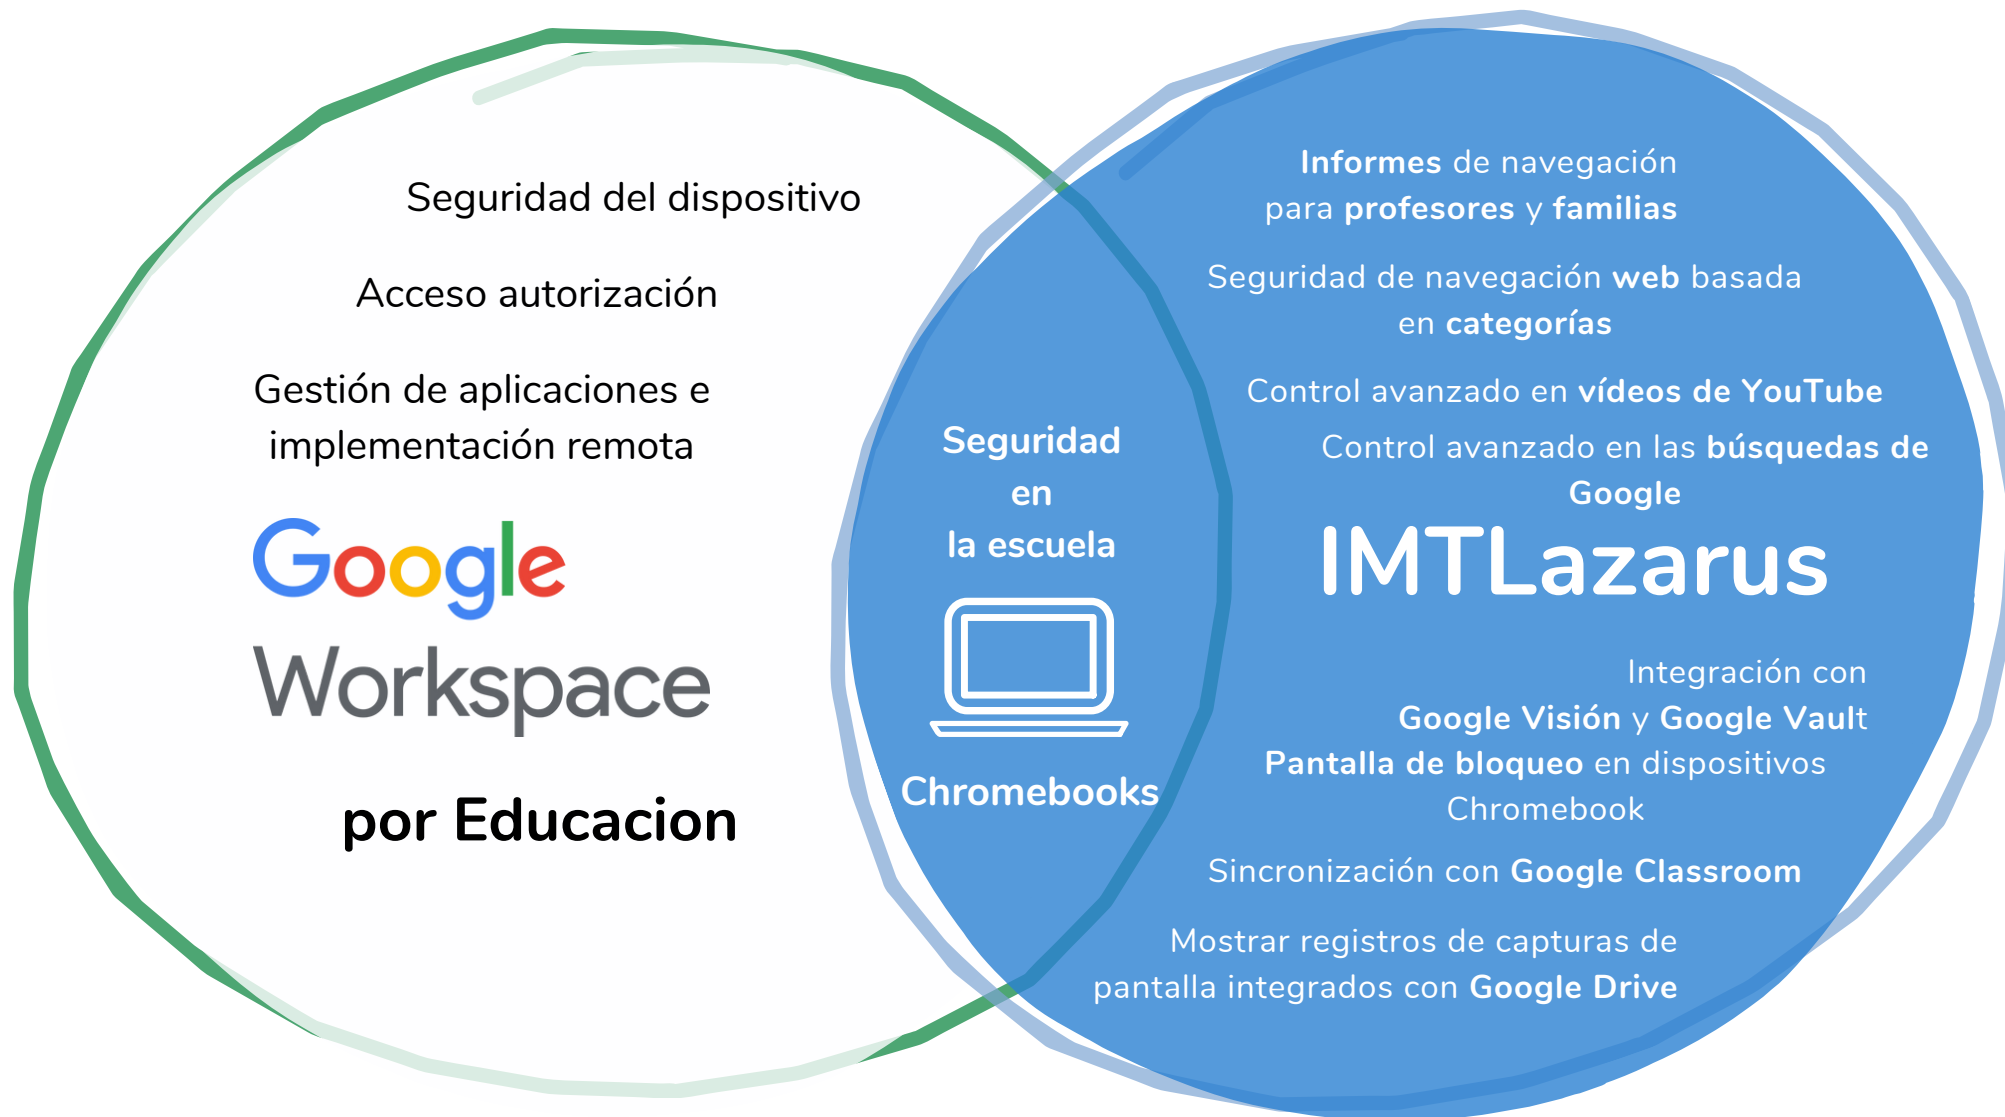 Seguridad del dispositivo
Acceso autorización
Gestión de aplicaciones e
implementación remota
Google
Workspace
por Educacion
Seguridad
en
la escuela
Chromebooks
Informes de navegación
para profesores y familias
Seguridad de navegación web basada
en categorías
Control avanzado en vídeos de YouTube
Control avanzado en las búsquedas de
Google
IMTLazarus
Integración con
Google Visión y Google Vault
Pantalla de bloqueo en dispositivos
Chromebook
Sincronización con Google Classroom
Mostrar registros de capturas de
pantalla integrados con Google Drive